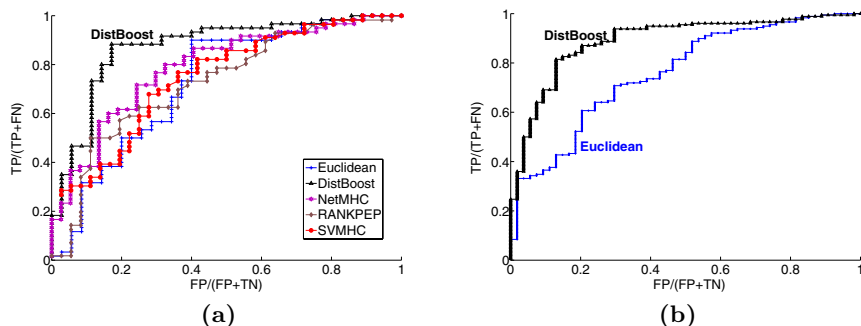 1
0.8
0.6
0.4
0.2
0
TP/(TP+FN)
DistBoost
Euclidean
DistBoost
NetMHC
RANKPEP
SVMHC
0 0.2 0.4 0.6 0.8 1
FP/(FP+TN)
(a)
1
0.8
0.6
0.4
0.2
0
TP/(TP+FN)
DistBoost
Euclidean
0 0.2 0.4 0.6 0.8 1
FP/(FP+TN)
(b)